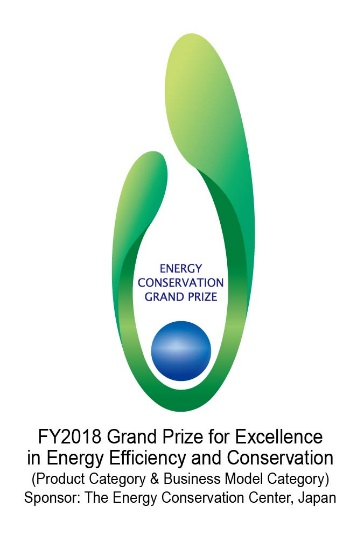 ENERGY
CONSERVATION
GRAND PRIZE
FY2018 Grand Prize for Excellence
in Energy Efficiency and Conservation
(Product Category & Business Model Category)
Sponsor: The Energy Conservation Center, Japan